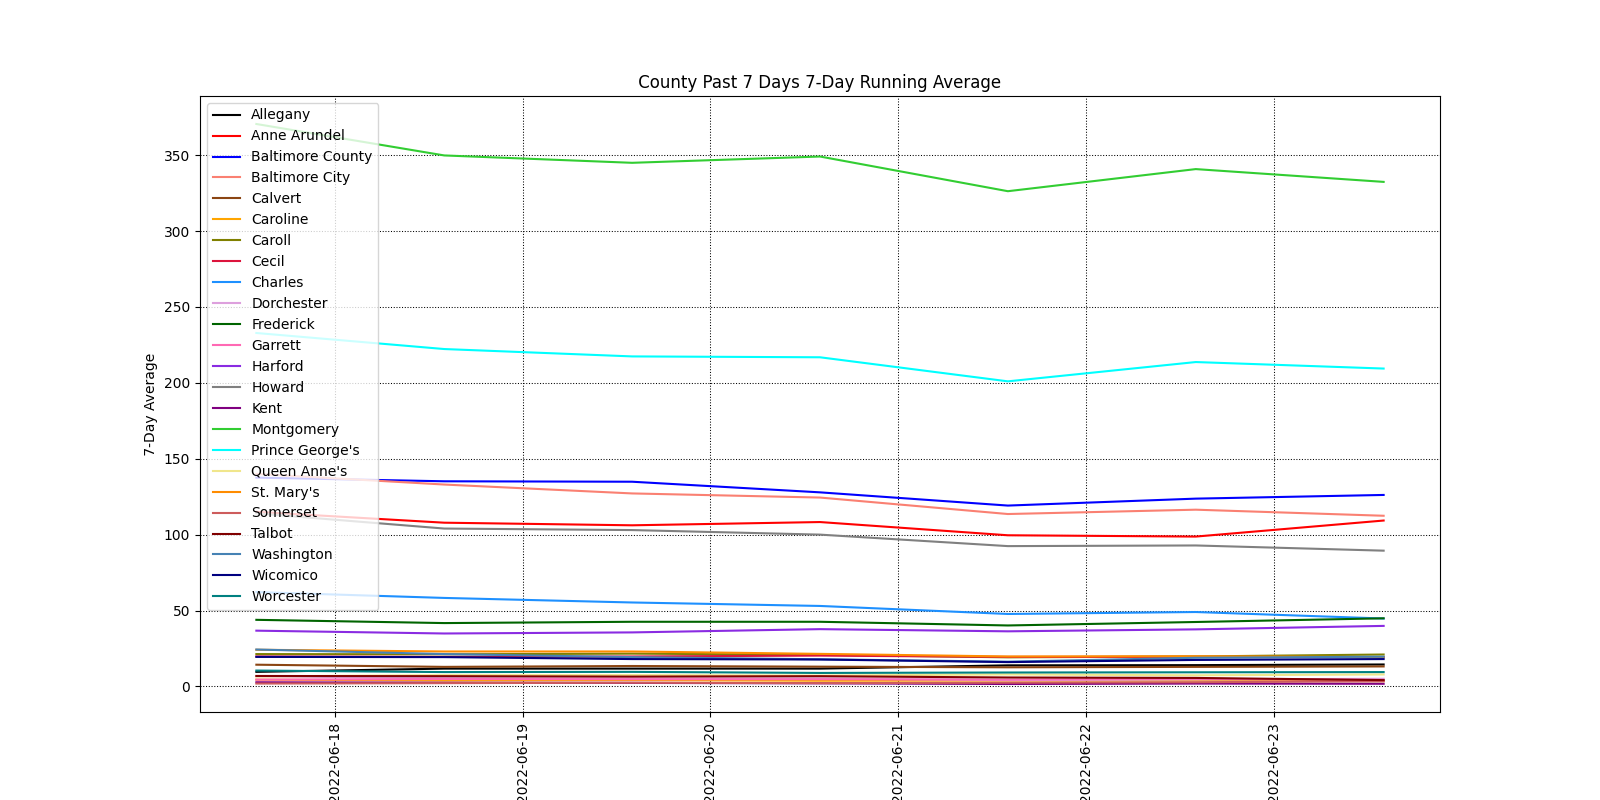 County Past 7 Days 7-Day Running Average
7-Day Average
350
300
250
200
150
100
50
0
Allegany
Anne Arundel
Baltimore County
Baltimore City
Calvert
Caroline
Caroll
Cecil
Charles
Dorchester
Frederick
Garrett
Harford
Howard
Kent
Montgomery
Prince George's
Queen Anne's
St. Mary's
Somerset
Talbot
Washington
Wicomico
Worcester
2022-06-18
2022-06-19
2022-06-20
2022-06-21
2022-06-22
2022-06-23